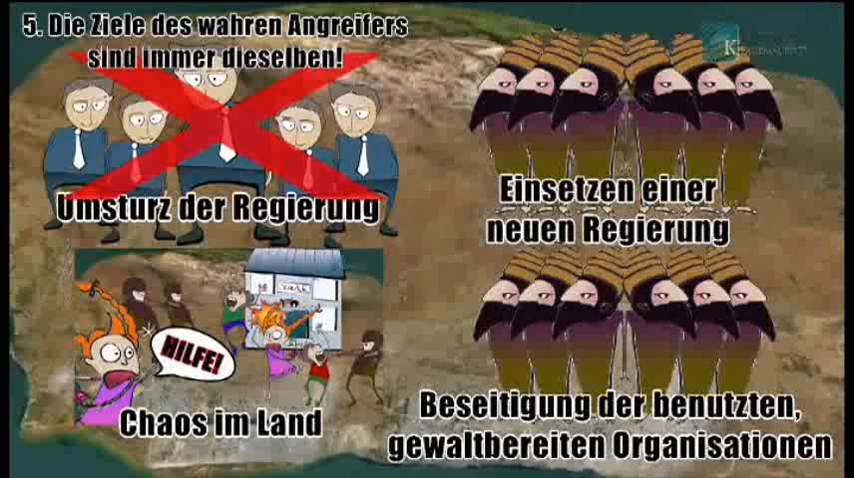 5. Die Ziele des wahren Angreifers
sind immer dieselben!
Umsturz der Regierung
Einsetzen einer
neuen Regierung
HILFE!
Chaos im Land
Beseitigung der benutzten,
gewaltbereiten Organisationen